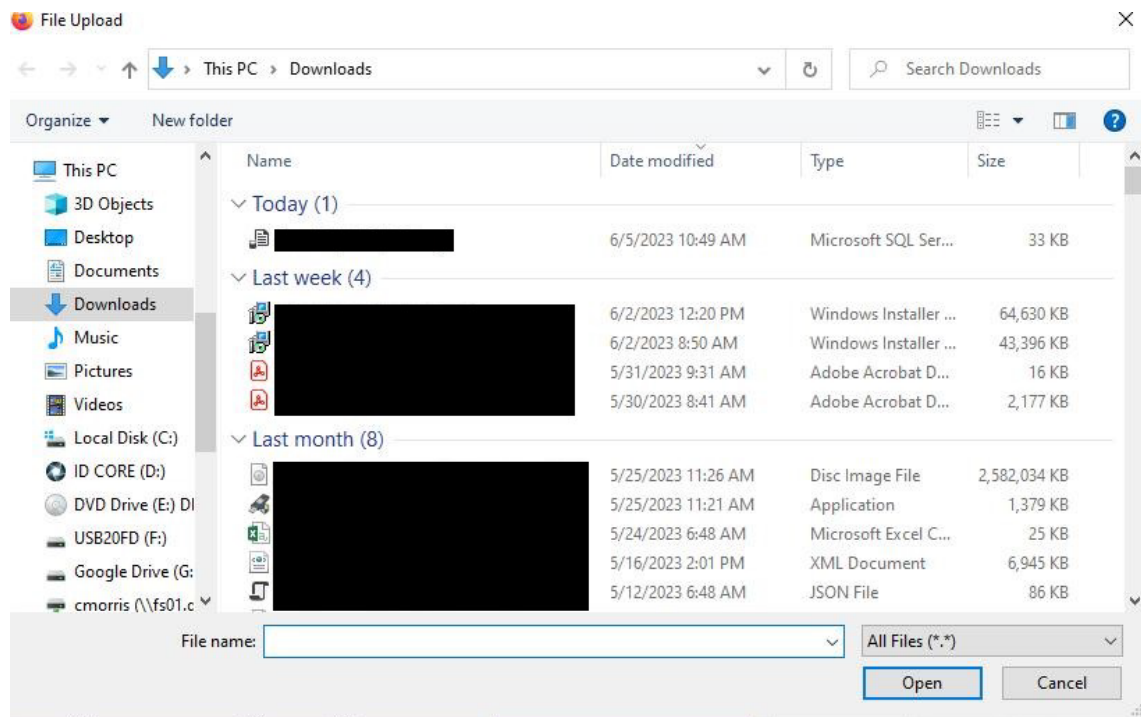 File Upload
This PC > Downloads
Search Downloads
Organize
New folder
This PC
3D Objects
Desktop
Documents
Downloads
Music
Pictures
Videos
Local Disk (C:)
ID CORE (D:)
DVD Drive (E:) DI
USB20FD (F:)
Google Drive (G:
cmorris (\\fs01.c
Name Date modified Type Size
Today (1)
6/5/2023 10:49 AM Microsoft SQL Ser... 33 KB
Last week (4)
6/2/2023 12:20 PM Windows Installer ... 64,630 KB
6/2/2023 8:50 AM Windows Installer ... 43,396 KB
5/31/2023 9:31 AM Adobe Acrobat D... 16 KB
5/30/2023 8:41 AM Adobe Acrobat D... 2,177 KB
Last month (8)
5/25/2023 11:26 AM Disc Image File 2,582,034 KB
5/25/2023 11:21 AM Application 1,379 KB
5/24/2023 6:48 AM Microsoft Excel C... 25 KB
5/16/2023 2:01 PM XML Document 6,945 KB
5/12/2023 6:48 AM JSON File 86 KB
File name:
All Files (*.*)
Open
Cancel